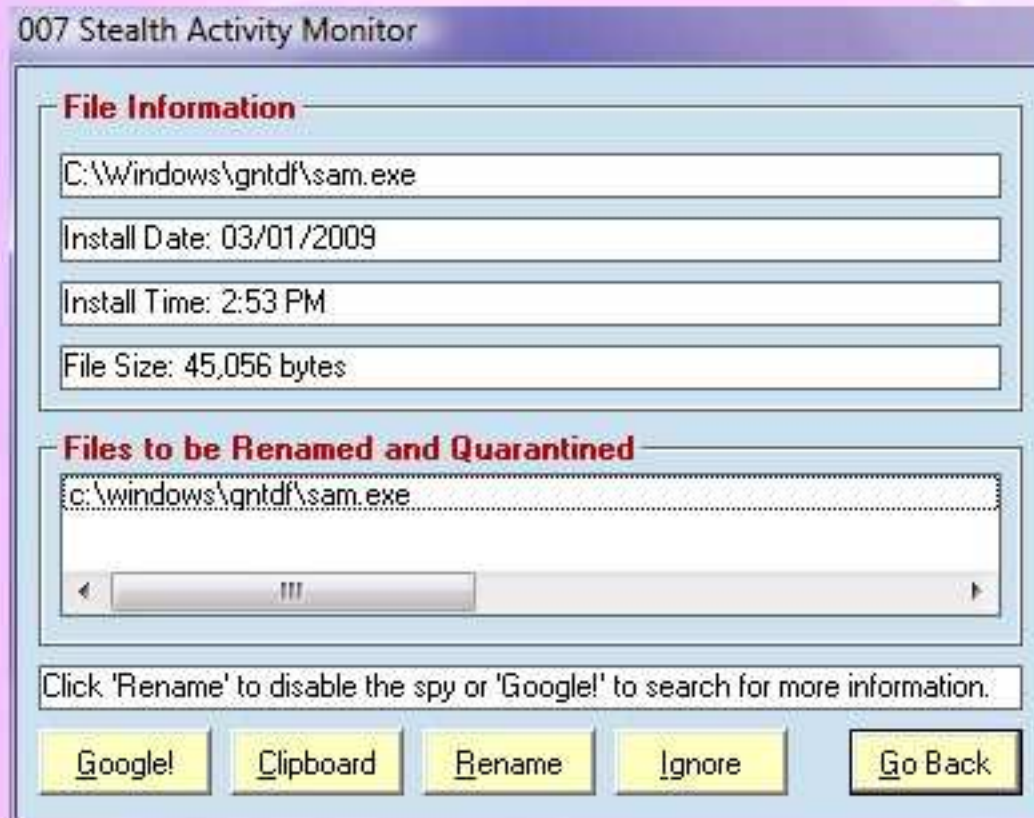 007 Stealth Activity Monitor
File Information
C:\Windows\gntdf\sam.exe
Install Date: 03/01/2009
Install Time: 2:53 PM
File Size: 45,056 bytes
Files to be Renamed and Quarantined
c:\windows\gntdf\sam.exe
Click 'Rename' to disable the spy or 'Google!' to search for more information.
Google! Clipboard Rename Ignore Go Back